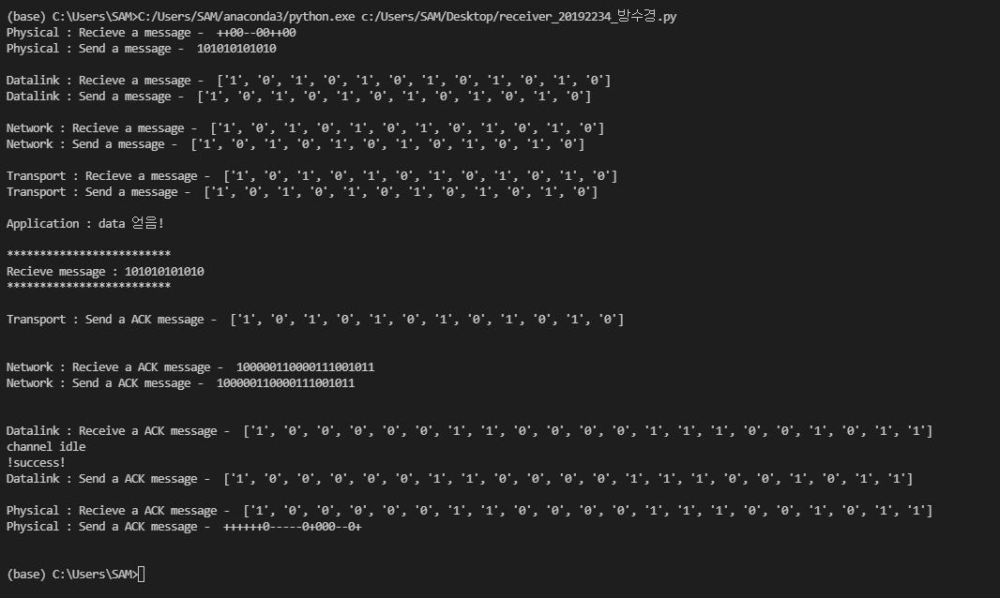 (base) C:\Users\SAM>C:/Users/SAM/anaconda3/python.exe c:/Users/SAM/Desktop/receiver_20192234_방수경.py
Physical : Recieve a message -  ++00--00++00
Physical : Send a message -  101010101010
Datalink : Recieve a message -  ['1', '0', '1', '0', '1', '0', '1', '0', '1', '0', '1', '0']
Datalink : Send a message -  ['1', '0', '1', '0', '1', '0', '1', '0', '1', '0', '1', '0']
Network : Recieve a message -  ['1', '0', '1', '0', '1', '0', '1', '0', '1', '0', '1', '0']
Network : Send a message -  ['1', '0', '1', '0', '1', '0', '1', '0', '1', '0', '1', '0']
Transport : Recieve a message -  ['1', '0', '1', '0', '1', '0', '1', '0', '1', '0', '1', '0']
Transport : Send a message -  ['1', '0', '1', '0', '1', '0', '1', '0', '1', '0', '1', '0']
Application : data 얻음!
*************************
Recieve message : 101010101010
*************************
Transport : Send a ACK message -  ['1', '0', '1', '0', '1', '0', '1', '0', '1', '0', '1', '0']
Network : Recieve a ACK message -  100000110000111001011
Network : Send a ACK message -  100000110000111001011
Datalink : Receive a ACK message -  ['1', '0', '0', '0', '0', '0', '1', '1', '0', '0', '0', '0', '1', '1', '1', '0', '0', '1', '0', '1', '1']
channel idle
!success!
Datalink : Send a ACK message -  ['1', '0', '0', '0', '0', '0', '1', '1', '0', '0', '0', '0', '1', '1', '1', '0', '0', '1', '0', '1', '1']
Physical : Recieve a ACK message -  ['1', '0', '0', '0', '0', '0', '1', '1', '0', '0', '0', '0', '1', '1', '1', '0', '0', '1', '0', '1', '1']
Physical : Send a ACK message -  ++++++0-----0+000--0+
(base) C:\Users\SAM>